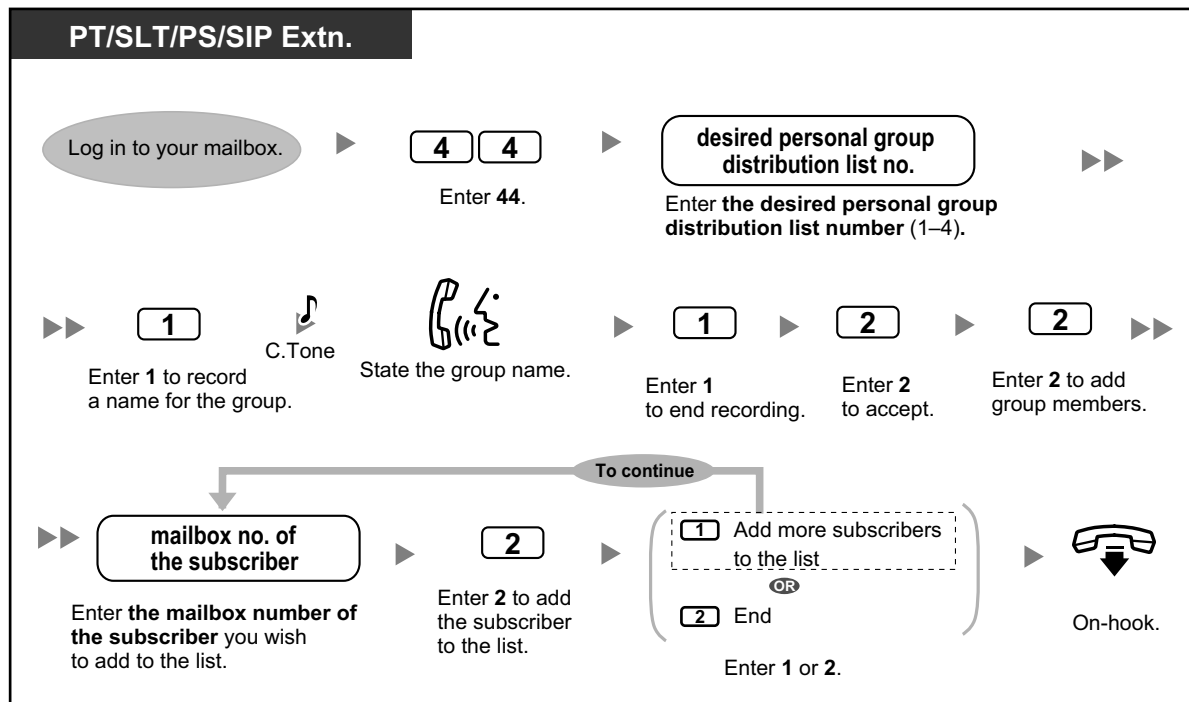 PT/SLT/PS/SIP Extn.
Log in to your mailbox.
4 4
Enter 44.
desired personal group
distribution list no.
Enter the desired personal group
distribution list number (1–4).
1
Enter 1 to record
a name for the group.
C.Tone
State the group name.
1
Enter 1
to end recording.
2
Enter 2
to accept.
2
Enter 2 to add
group members.
To continue
mailbox no. of
the subscriber
Enter the mailbox number of
the subscriber you wish
to add to the list.
2
Enter 2 to add
the subscriber
to the list.
1 Add more subscribers
to the list
OR
2 End
Enter 1 or 2.
On-hook.